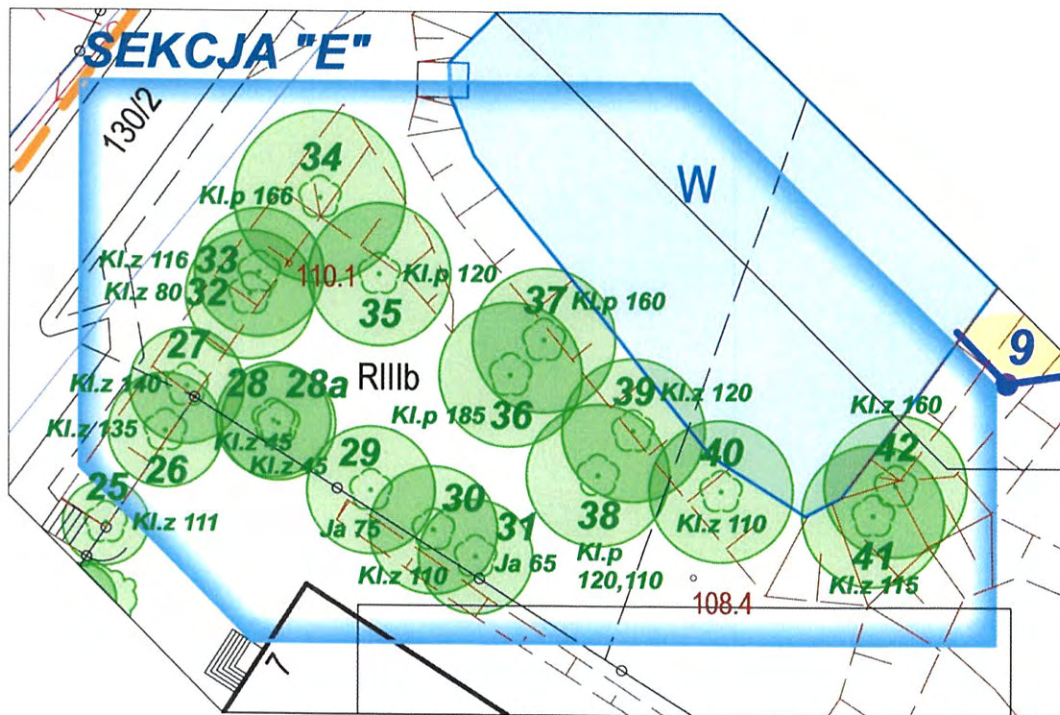 SEKCJA "E"
130/2
W
34
Kl.p 166
Kl.z 116
33
110.1
Kl.p 120
Kl.z 80
32
35
37
Kl.p 160
9
27
Kl.z 140
28
28a
RIIIb
36
Kl.p 185
39
Kl.z 120
Kl.z 160
Kl.z 135
26
Kl.z 45
Kl.z 45
29
40
42
25
Kl.z 111
Ja 75
30
31
38
Kl.z 110
41
Kl.z 110
Ja 65
Kl.p
120,110
Kl.z 115
108.4
7